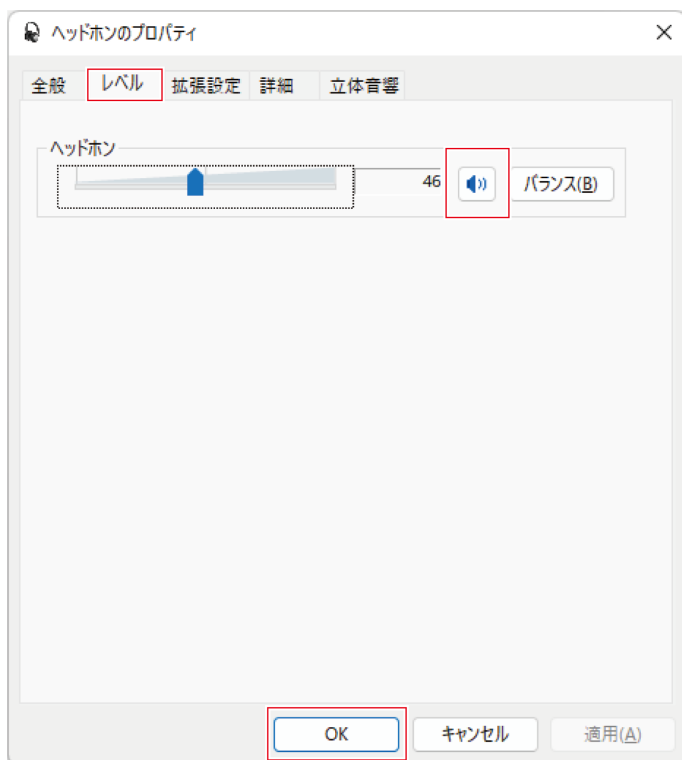 ヘッドホンのプロパティ
全般 レベル 拡張設定 詳細 立体音響
ヘッドホン
46 バランス(B)
OK キャンセル 適用(A)